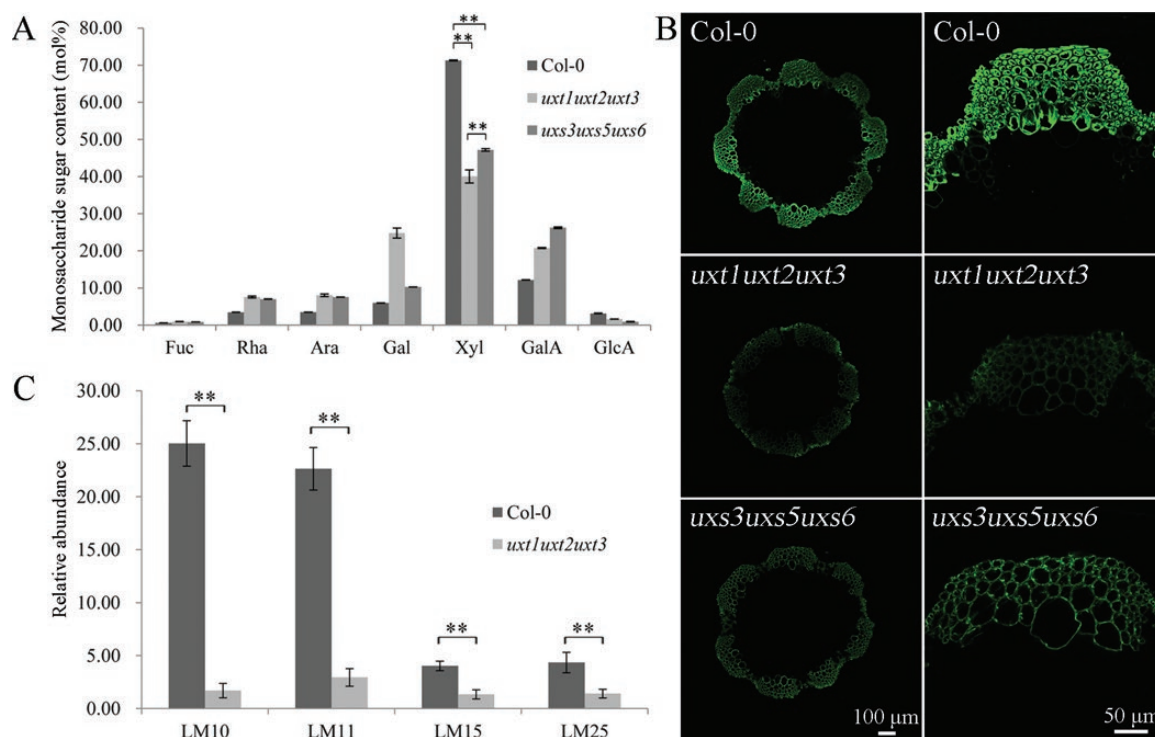 A
Monosaccharide sugar content (mol%)
80.00
70.00
60.00
50.00
40.00
30.00
20.00
10.00
0.00
**
**
**
Col-0
uxt1uxt2uxt3
uxs3uxs5uxs6
Fuc Rha Ara Gal Xyl GalA GlcA
B
Col-0
Col-0
uxt1uxt2uxt3
uxt1uxt2uxt3
uxs3uxs5uxs6
uxs3uxs5uxs6
100 μm
50 μm
C
Relative abundance
30.00
25.00
20.00
15.00
10.00
5.00
0.00
**
**
**
**
Col-0
uxt1uxt2uxt3
LM10 LM11 LM15 LM25